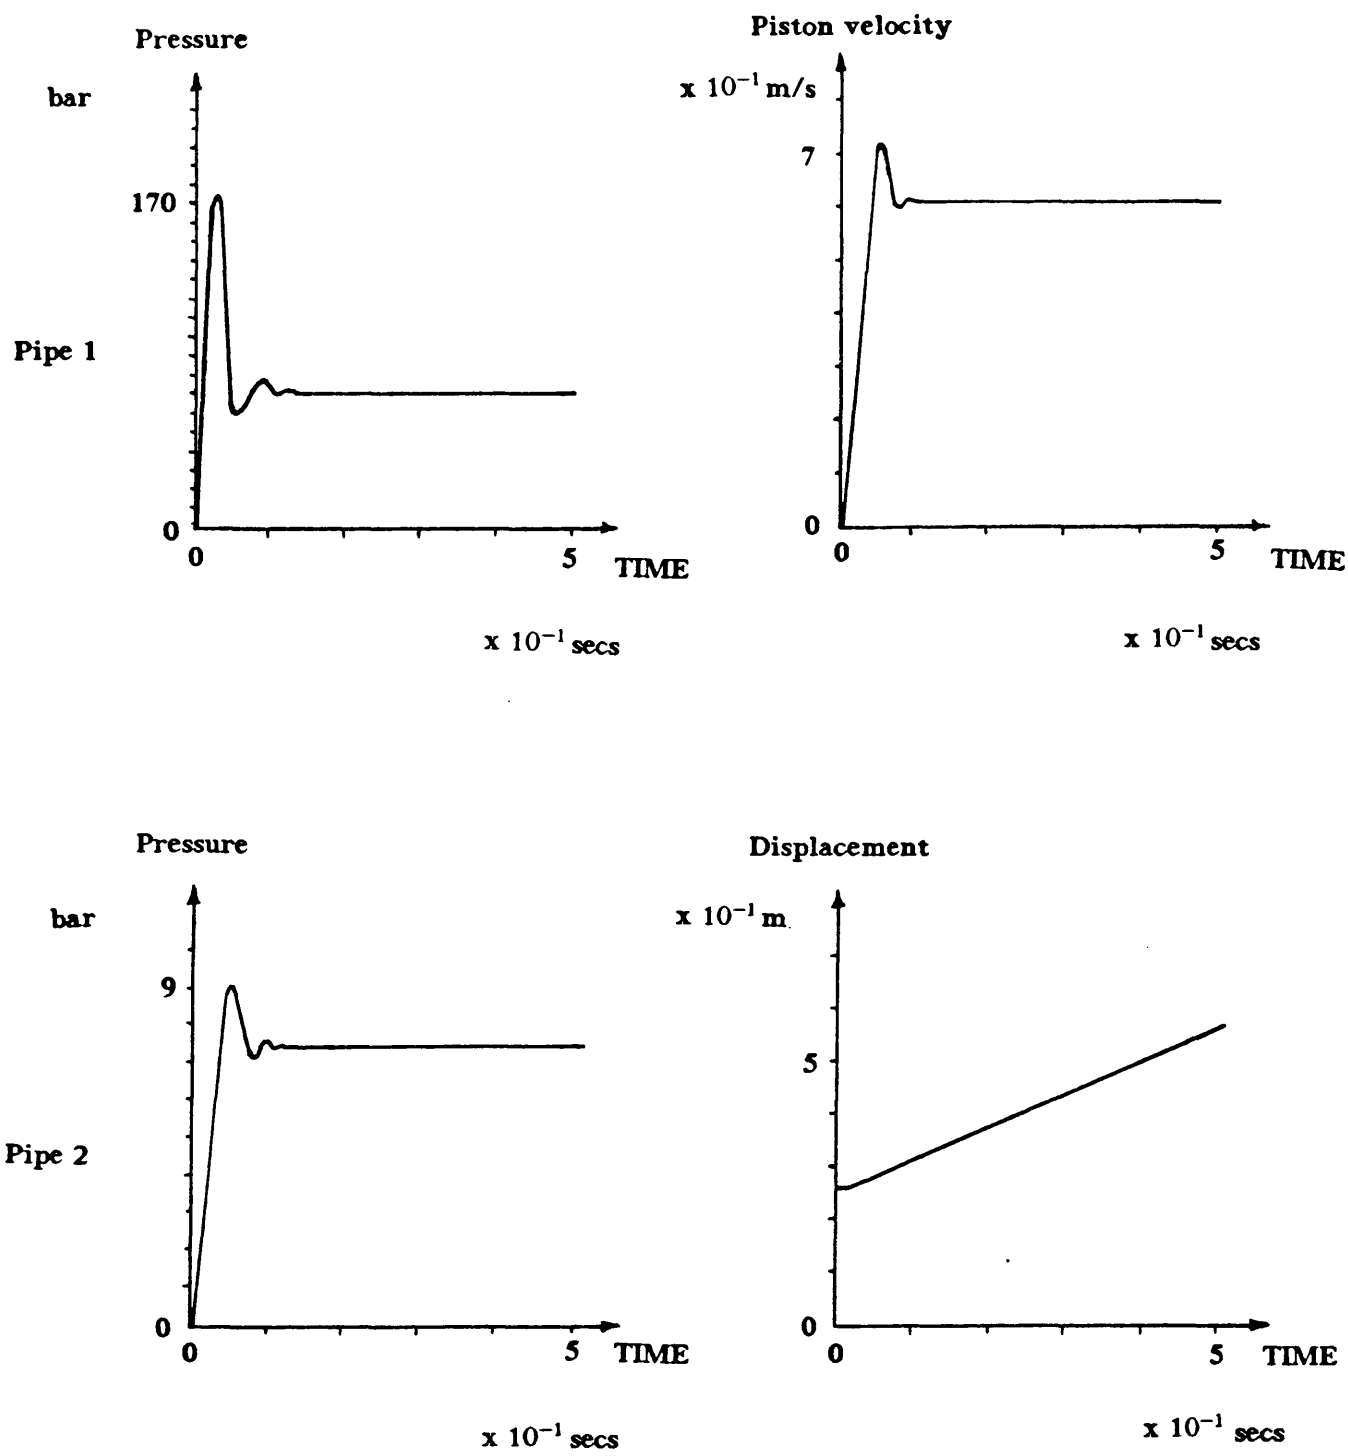 Pressure
bar
170
Pipe 1
0
0
5
TIME
x 10⁻¹ secs
Piston velocity
x 10⁻¹ m/s
7
0
0
5
TIME
x 10⁻¹ secs
Pressure
bar
9
Pipe 2
0
0
5
TIME
x 10⁻¹ secs
Displacement
x 10⁻¹ m
5
0
0
5
TIME
x 10⁻¹ secs